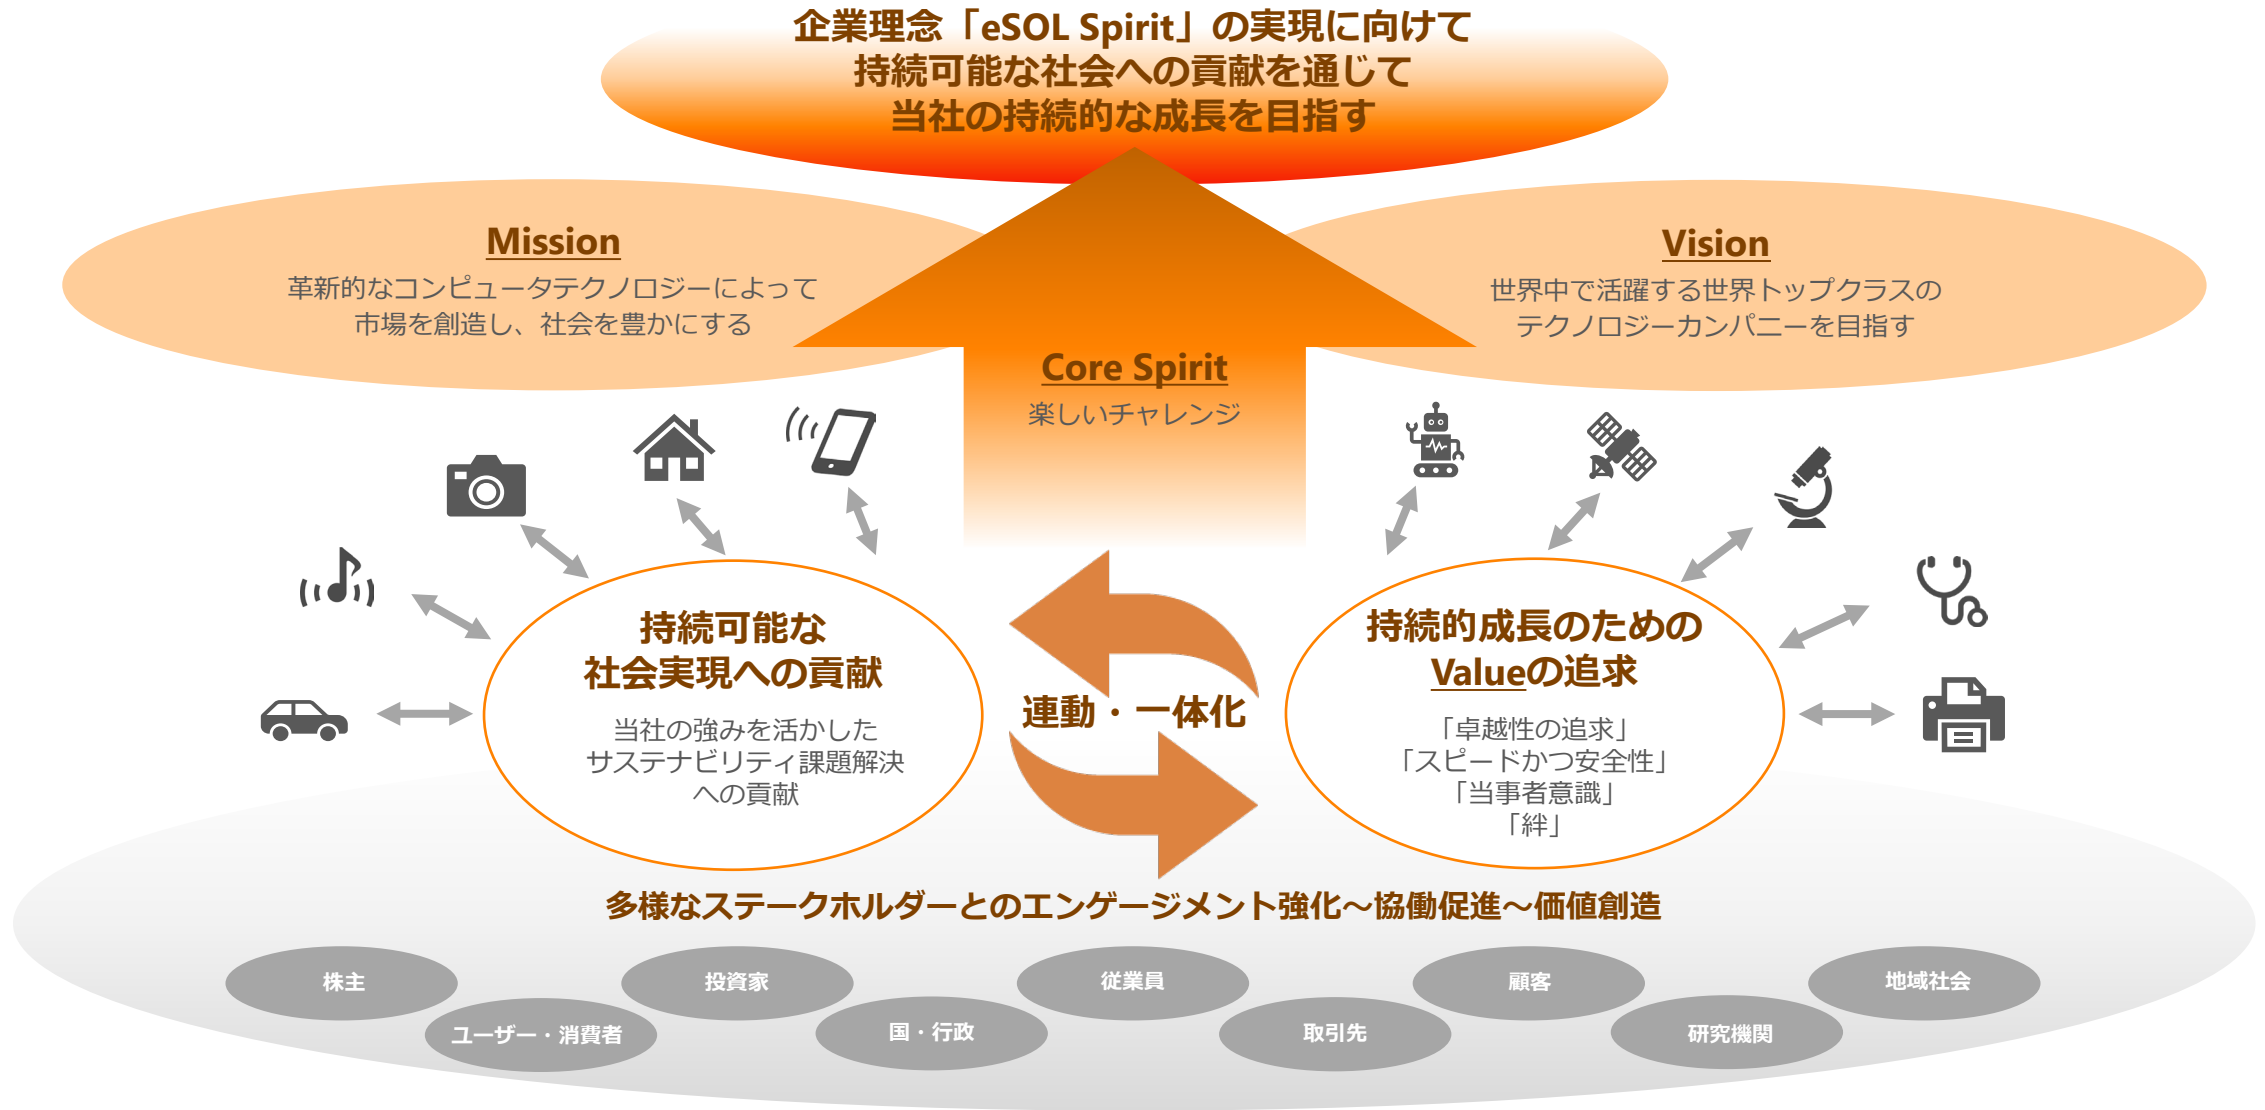 企業理念「eSOL Spirit」の実現に向けて
持続可能な社会への貢献を通じて
当社の持続的な成長を目指す
Mission
革新的なコンピュータテクノロジーによって
市場を創造し、社会を豊かにする
Vision
世界中で活躍する世界トップクラスの
テクノロジーカンパニーを目指す
Core Spirit
楽しいチャレンジ
持続可能な
社会実現への貢献
当社の強みを活かした
サステナビリティ課題解決
への貢献
連動・一体化
持続的成長のための
Valueの追求
「卓越性の追求」
「スピードかつ安全性」
「当事者意識」
「絆」
多様なステークホルダーとのエンゲージメント強化～協働促進～価値創造
株主
投資家
従業員
顧客
地域社会
ユーザー・消費者
国・行政
取引先
研究機関